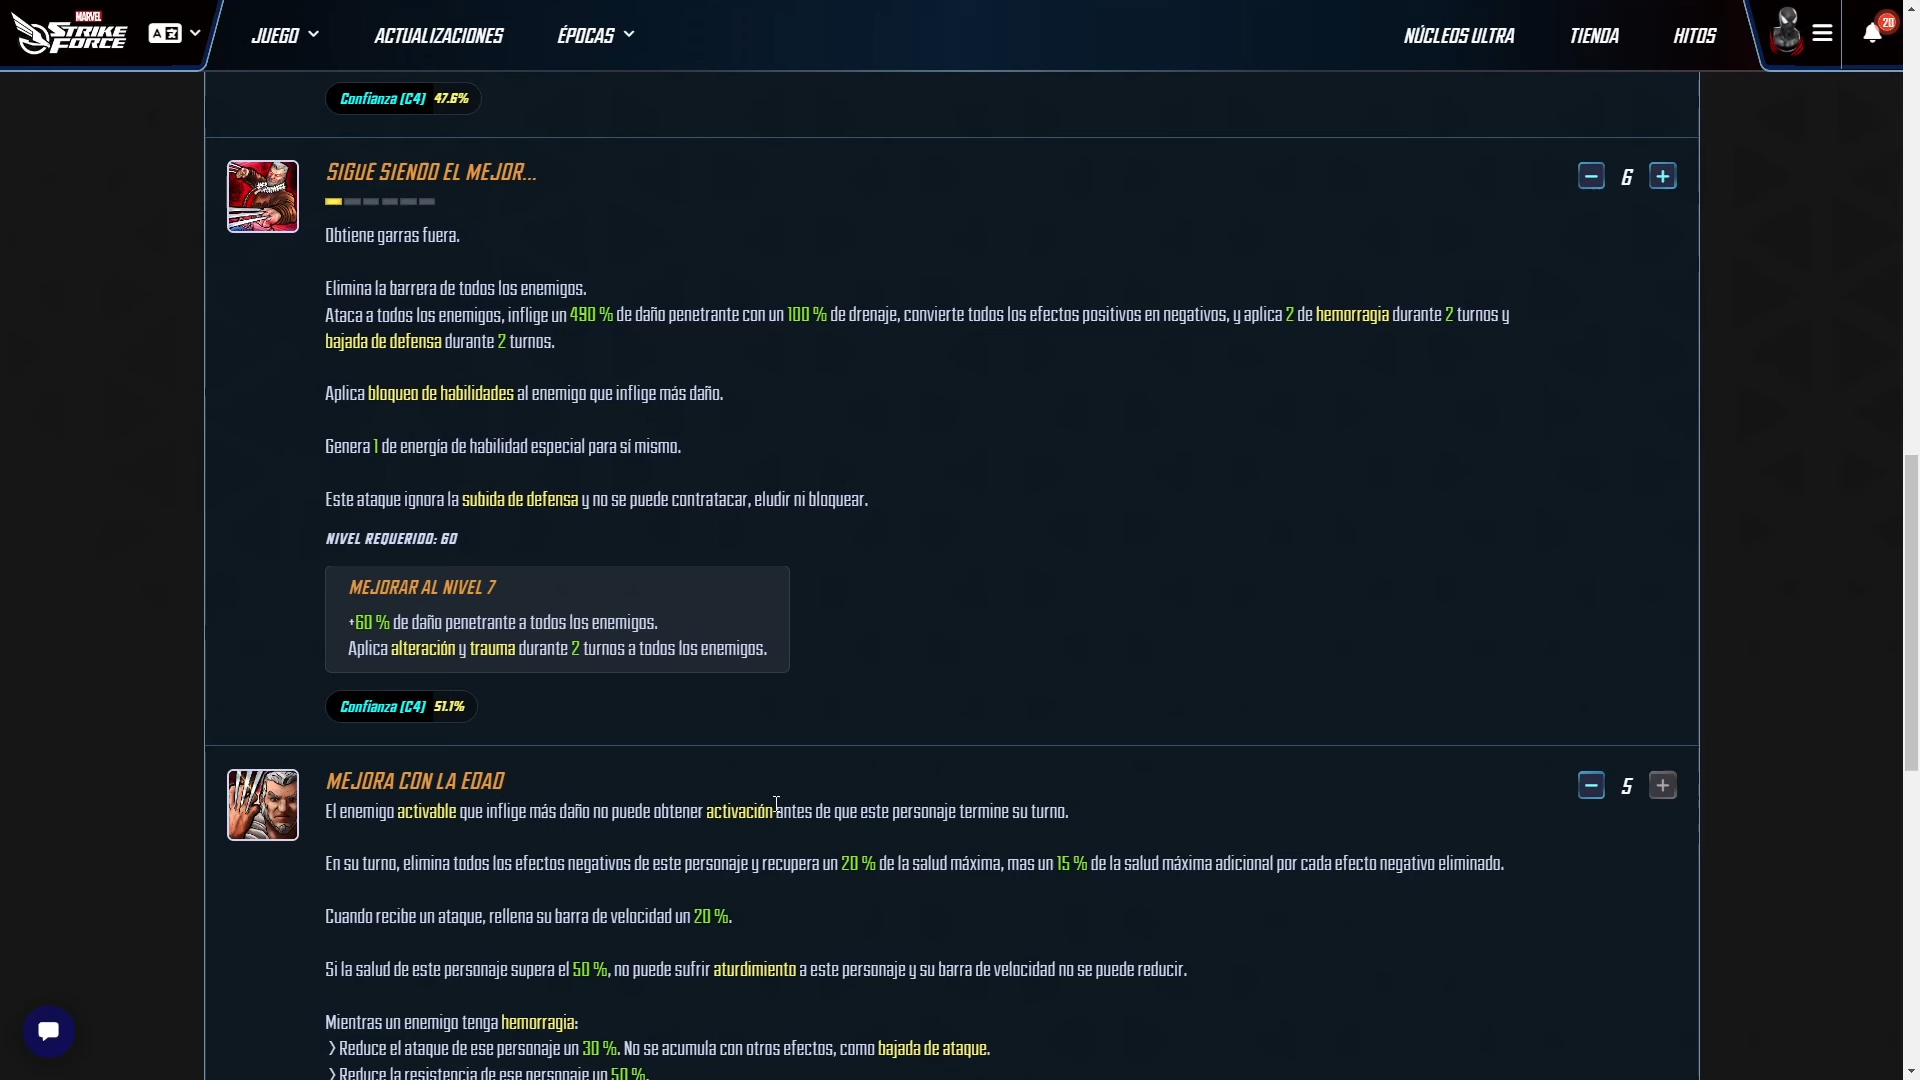 MARVEL
STRIKE
FORCE
JUEGO
ACTUALIZACIONES
ÉPOCAS
NÚCLEOS ULTRA
TIENDA
HITOS
20
Confianza (C4) 47.6%
SIGUE SIENDO EL MEJOR...
6
Obtiene garras fuera.
Elimina la barrera de todos los enemigos.
Ataca a todos los enemigos, inflige un 490 % de daño penetrante con un 100 % de drenaje, convierte todos los efectos positivos en negativos, y aplica 2 de hemorragia durante 2 turnos y
bajada de defensa durante 2 turnos.
Aplica bloqueo de habilidades al enemigo que inflige más daño.
Genera 1 de energía de habilidad especial para sí mismo.
Este ataque ignora la subida de defensa y no se puede contratacar, eludir ni bloquear.
NIVEL REQUERIDO: 60
MEJORAR AL NIVEL 7
+60 % de daño penetrante a todos los enemigos.
Aplica alteración y trauma durante 2 turnos a todos los enemigos.
Confianza (C4) 51.1%
MEJORA CON LA EDAD
5
El enemigo activable que inflige más daño no puede obtener activación antes de que este personaje termine su turno.
En su turno, elimina todos los efectos negativos de este personaje y recupera un 20 % de la salud máxima, mas un 15 % de la salud máxima adicional por cada efecto negativo eliminado.
Cuando recibe un ataque, rellena su barra de velocidad un 20 %.
Si la salud de este personaje supera el 50 %, no puede sufrir aturdimiento a este personaje y su barra de velocidad no se puede reducir.
Mientras un enemigo tenga hemorragia:
> Reduce el ataque de ese personaje un 30 %. No se acumula con otros efectos, como bajada de ataque.
> Reduce la resistencia de ese personaje un 50 %.